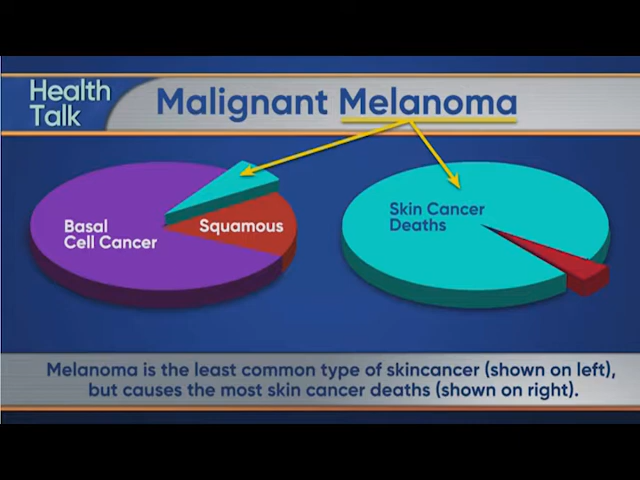 Health
Talk
Malignant Melanoma
Basal
Cell Cancer
Squamous
Skin Cancer
Deaths
Melanoma is the least common type of skincancer (shown on left),
but causes the most skin cancer deaths (shown on right).